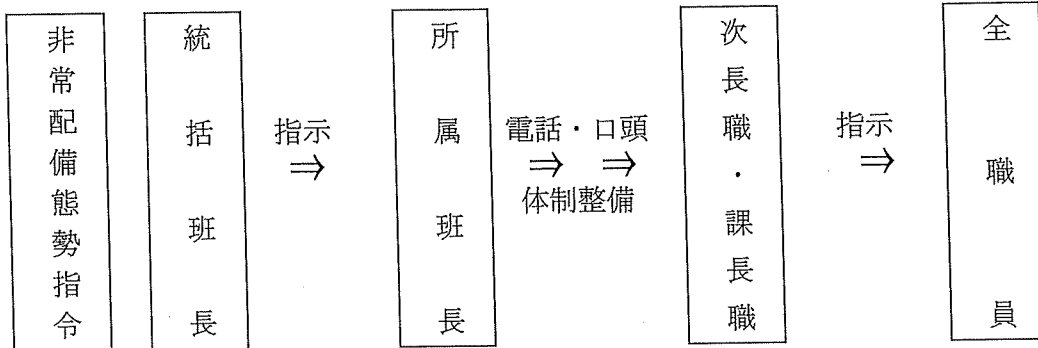 非常配備態勢指令
統括班長
指示
⇒
所属班長
電話・口頭
⇒ ⇒
体制整備
次長職・課長職
指示
⇒
全職員